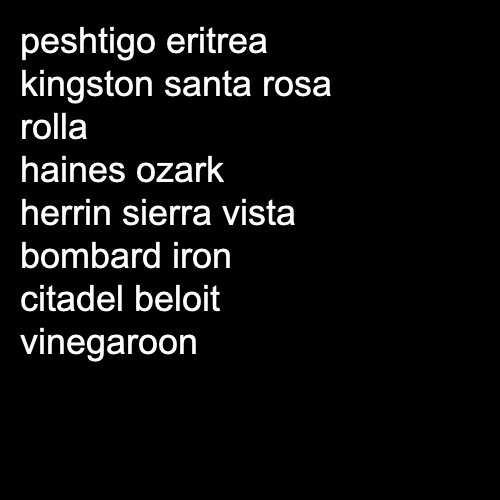 peshtigo eritrea
kingston santa rosa
rolla
haines ozark
herrin sierra vista
bombard iron
citadel beloit
vinegaroon